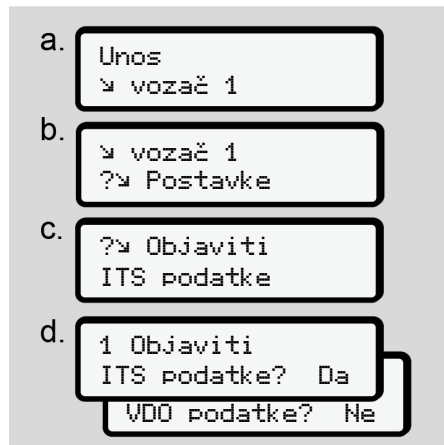 a.
Unos
↘ vozač 1
b.
↘ vozač 1
?↘ Postavke
c.
?↘ Objaviti
ITS podatke
d.
1 Objaviti
ITS podatke? Da
VDO podatke? Ne